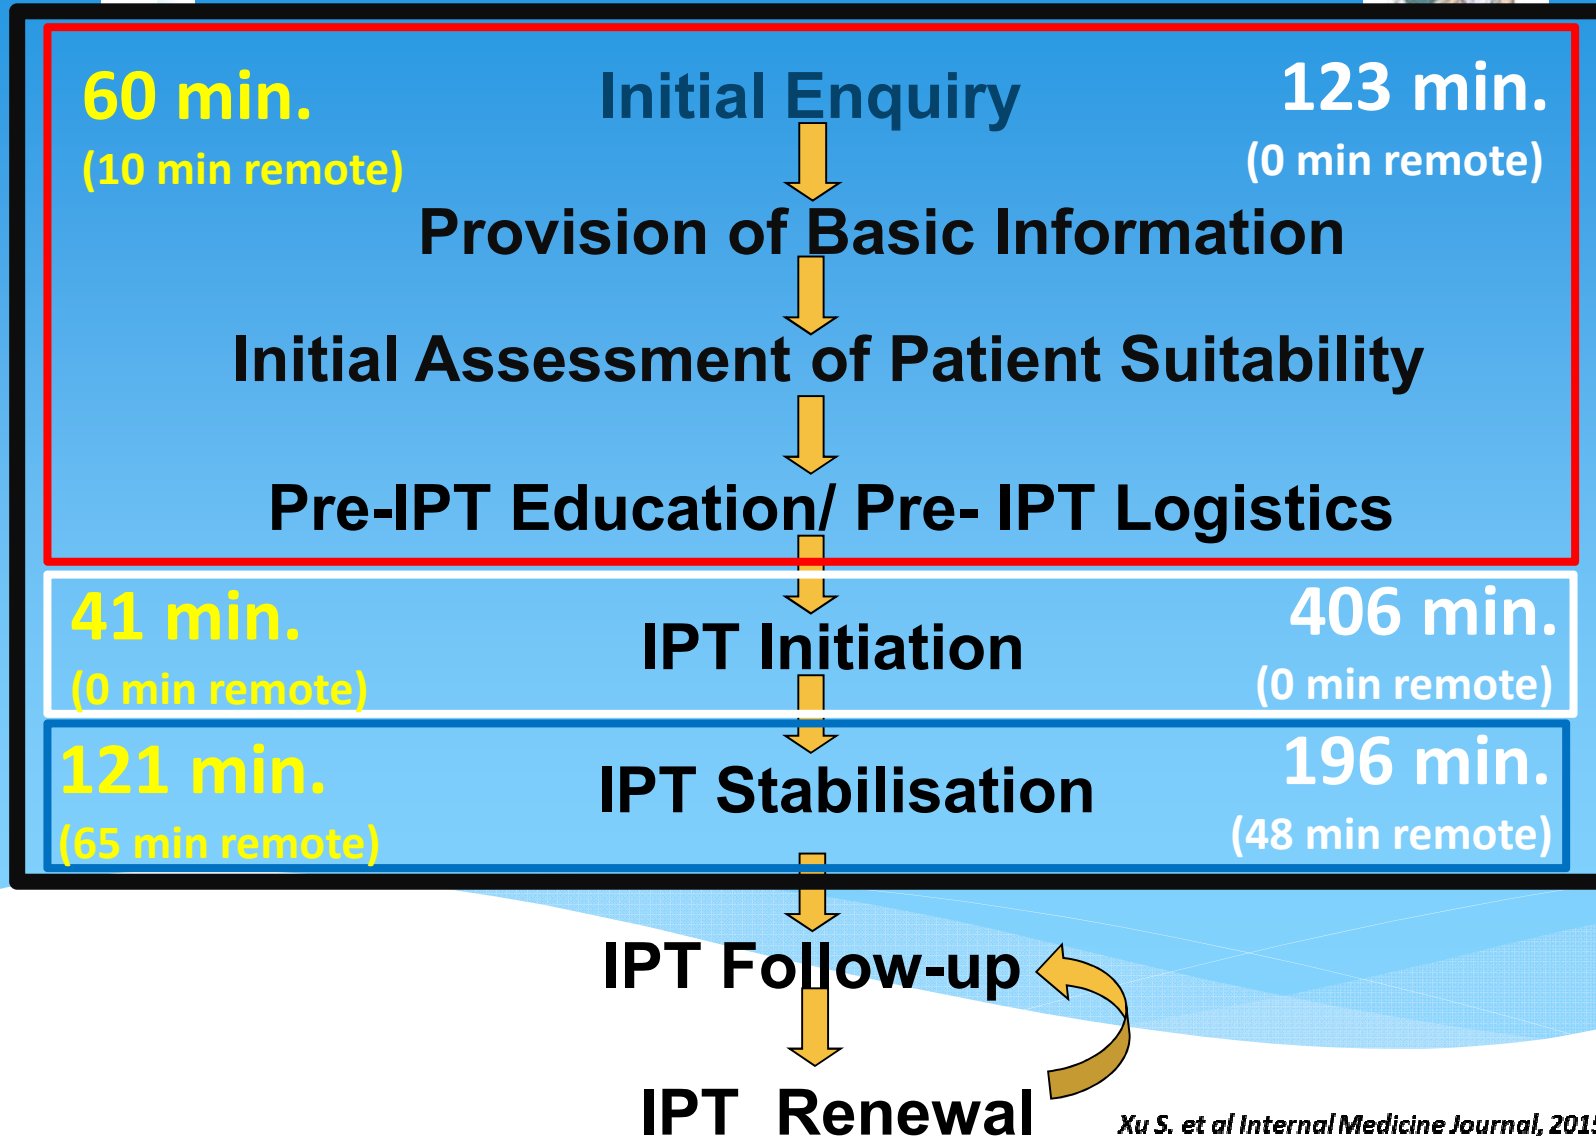 60 min.
Initial Enquiry
123 min.
(10 min remote)
(0 min remote)
Provision of Basic Information
Initial Assessment of Patient Suitability
Pre-IPT Education/ Pre- IPT Logistics
41 min.
IPT Initiation
406 min.
(0 min remote)
(0 min remote)
121 min.
IPT Stabilisation
196 min.
(65 min remote)
(48 min remote)
IPT Follow-up
IPT Renewal
Xu S. et al Internal Medicine Journal, 2015